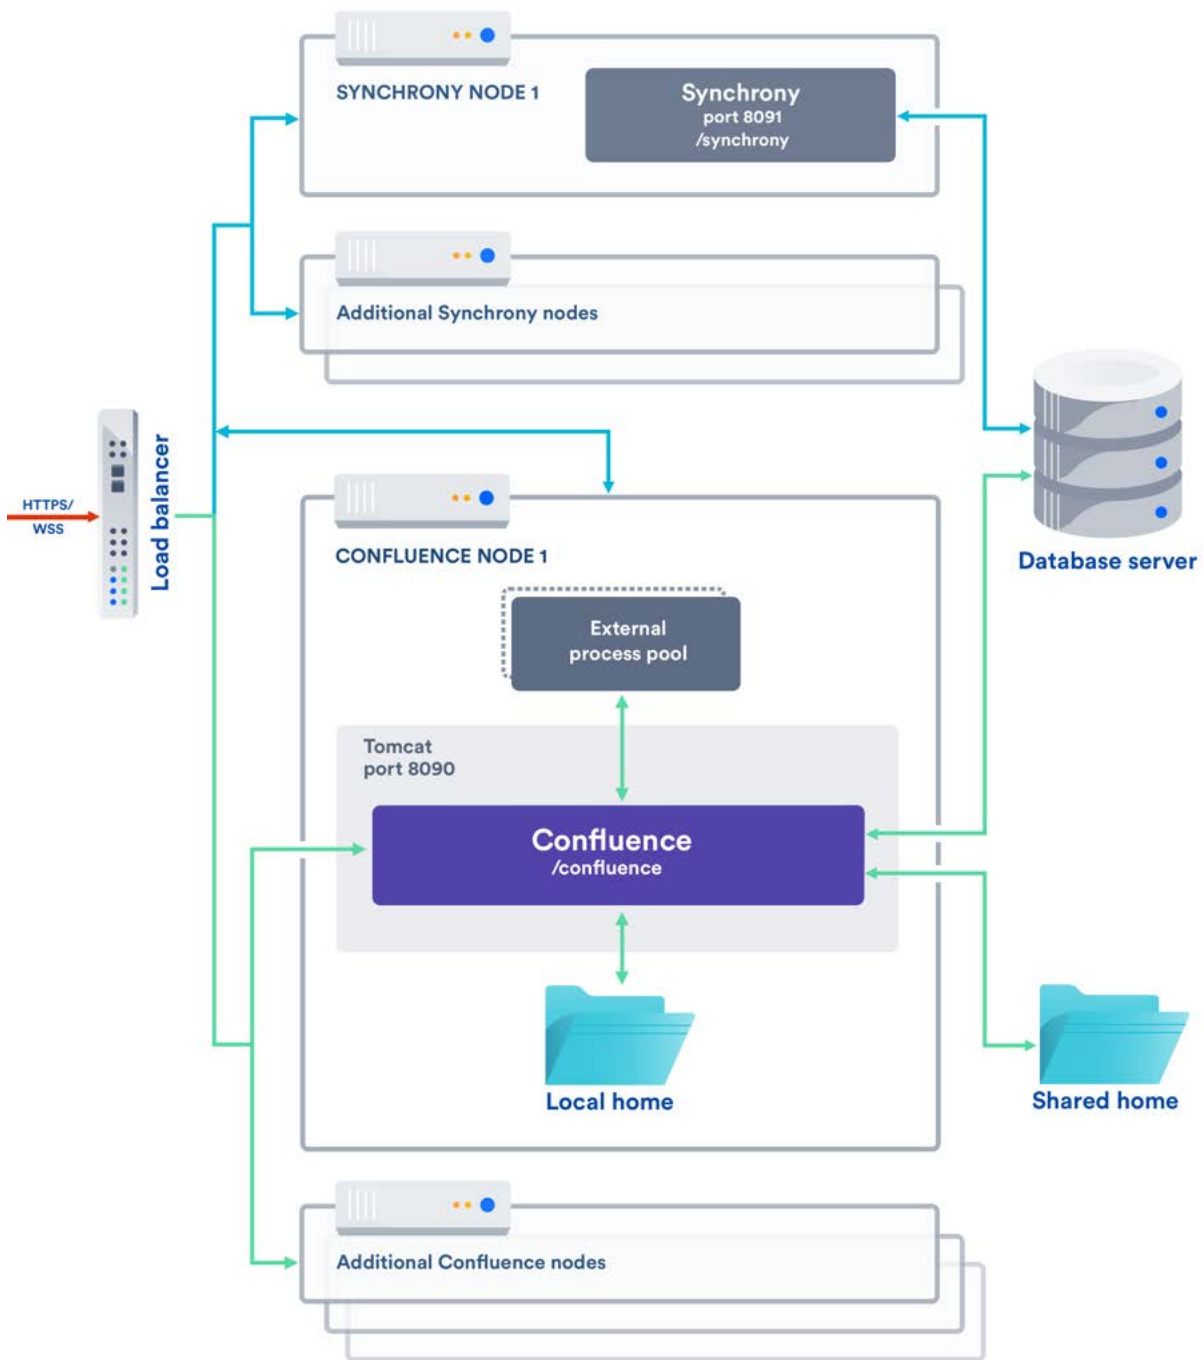 SYNCHRONY NODE 1
Synchrony
port 8091
/synchrony
Additional Synchrony nodes
HTTPS/
WSS
Load balancer
CONFLUENCE NODE 1
Database server
External
process pool
Tomcat
port 8090
Confluence
/confluence
Local home
Shared home
Additional Confluence nodes